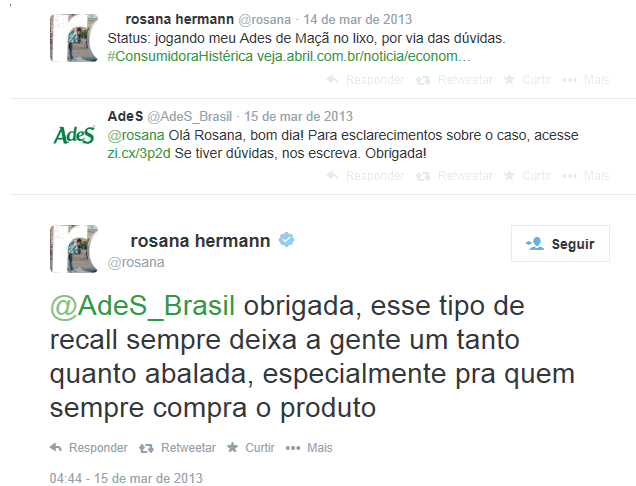 rosana hermann @rosana · 14 de mar de 2013
Status: jogando meu Ades de Maçã no lixo, por via das dúvidas.
#ConsumidoraHistérica veja.abril.com.br/noticia/econom…
Responder Retweetar Curtir Mais
AdeS @AdeS_Brasil · 15 de mar de 2013
AdeS
@rosana Olá Rosana, bom dia! Para esclarecimentos sobre o caso, acesse
zi.cx/3p2d Se tiver dúvidas, nos escreva. Obrigada!
Responder Retweetar Curtir Mais
rosana hermann
@rosana
Seguir
@AdeS_Brasil obrigada, esse tipo de
recall sempre deixa a gente um tanto
quanto abalada, especialmente pra quem
sempre compra o produto
Responder Retweetar Curtir Mais
04:44 - 15 de mar de 2013